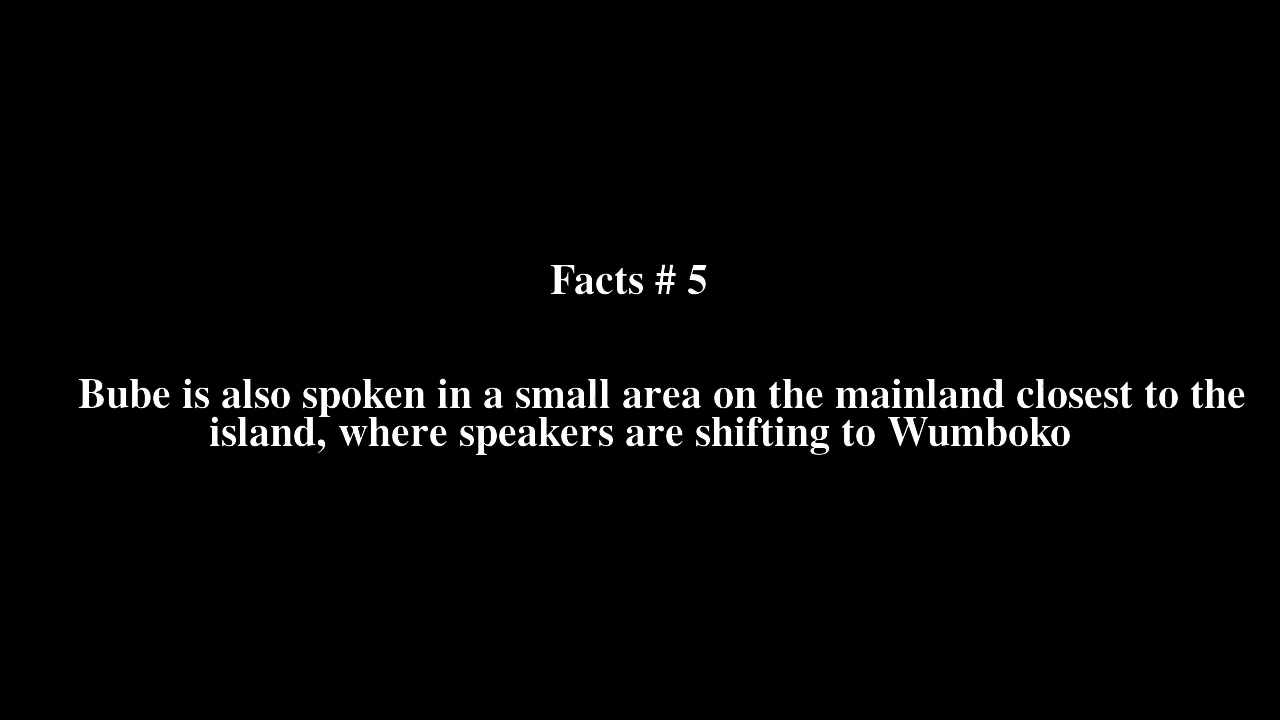 Facts # 5
Bube is also spoken in a small area on the mainland closest to the
island, where speakers are shifting to Wumboko